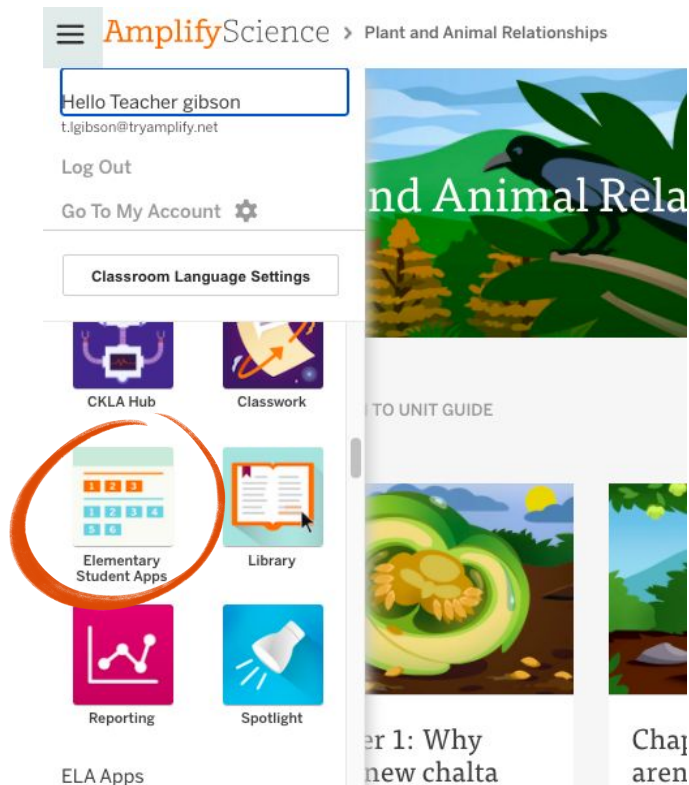 AmplifyScience > Plant and Animal Relationships
Hello Teacher gibson
t.lgibson@tryamplify.net
Log Out
Go To My Account
nd Animal Rela
Classroom Language Settings
CKLA Hub
Classwork
TO UNIT GUIDE
1 2 3
1 2 3 4
5 6
Elementary
Student Apps
Library
Reporting
Spotlight
er 1: Why
new chalta
Chap
aren
ELA Apps